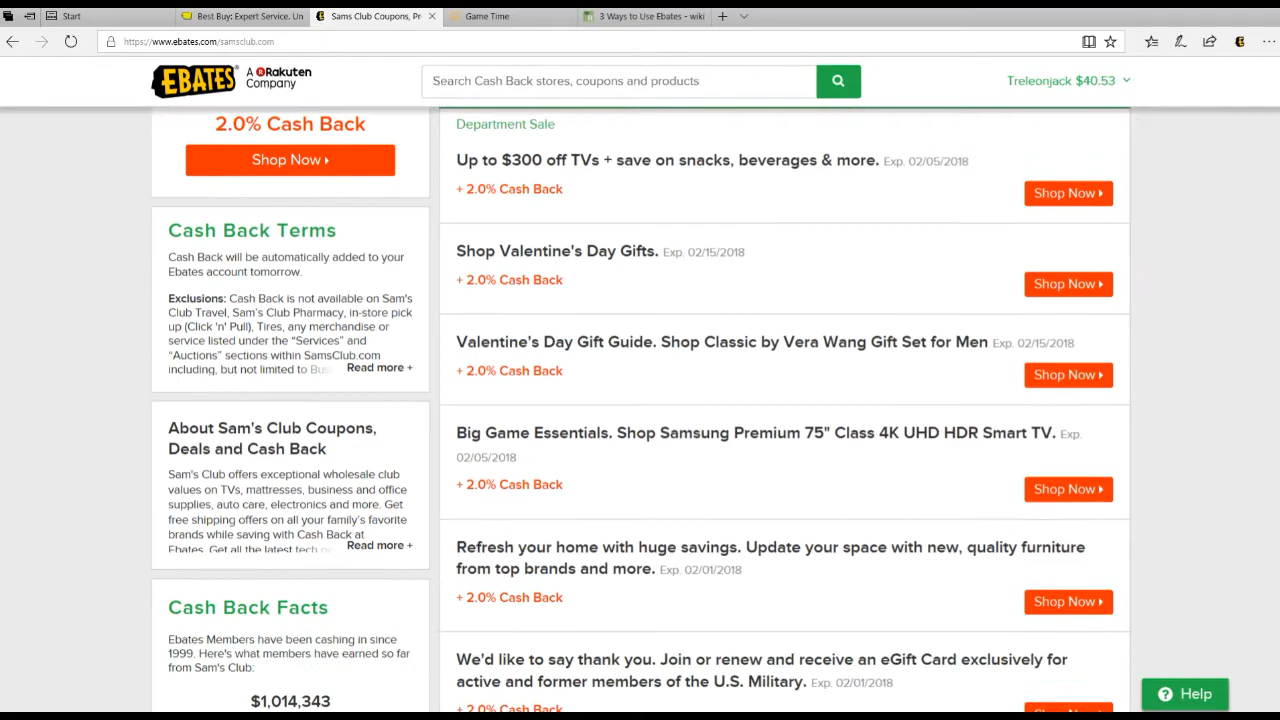 Start
Best Buy: Expert Service. Un
Sams Club Coupons, Pr
Game Time
3 Ways to Use Ebates - wiki
https://www.ebates.com/samsclub.com
EBATES
A Rakuten
Company
Search Cash Back stores, coupons and products
Treleonjack $40.53
2.0% Cash Back
Shop Now
Cash Back Terms
Cash Back will be automatically added to your
Ebates account tomorrow.
Exclusions: Cash Back is not available on Sam's
Club Travel, Sam's Club Pharmacy, in-store pick
up (Click 'n' Pull), Tires, any merchandise or
service listed under the “Services” and
“Auctions” sections within SamsClub.com
including, but not limited to Bus Read more +
About Sam's Club Coupons,
Deals and Cash Back
Sam's Club offers exceptional wholesale club
values on TVs, mattresses, business and office
supplies, auto care, electronics and more. Get
free shipping offers on all your family's favorite
brands while saving with Cash Back at
Ebates. Get all the latest tech Read more +
Cash Back Facts
Ebates Members have been cashing in since
1999. Here's what members have earned so far
from Sam's Club:
$1,014,343
Department Sale
Up to $300 off TVs + save on snacks, beverages & more. Exp. 02/05/2018
+ 2.0% Cash Back
Shop Now
Shop Valentine's Day Gifts. Exp. 02/15/2018
+ 2.0% Cash Back
Shop Now
Valentine's Day Gift Guide. Shop Classic by Vera Wang Gift Set for Men Exp. 02/15/2018
+ 2.0% Cash Back
Shop Now
Big Game Essentials. Shop Samsung Premium 75" Class 4K UHD HDR Smart TV. Exp.
02/05/2018
+ 2.0% Cash Back
Shop Now
Refresh your home with huge savings. Update your space with new, quality furniture
from top brands and more. Exp. 02/01/2018
+ 2.0% Cash Back
Shop Now
We'd like to say thank you. Join or renew and receive an eGift Card exclusively for
active and former members of the U.S. Military. Exp. 02/01/2018
+ 2.0% Cash Back
Help